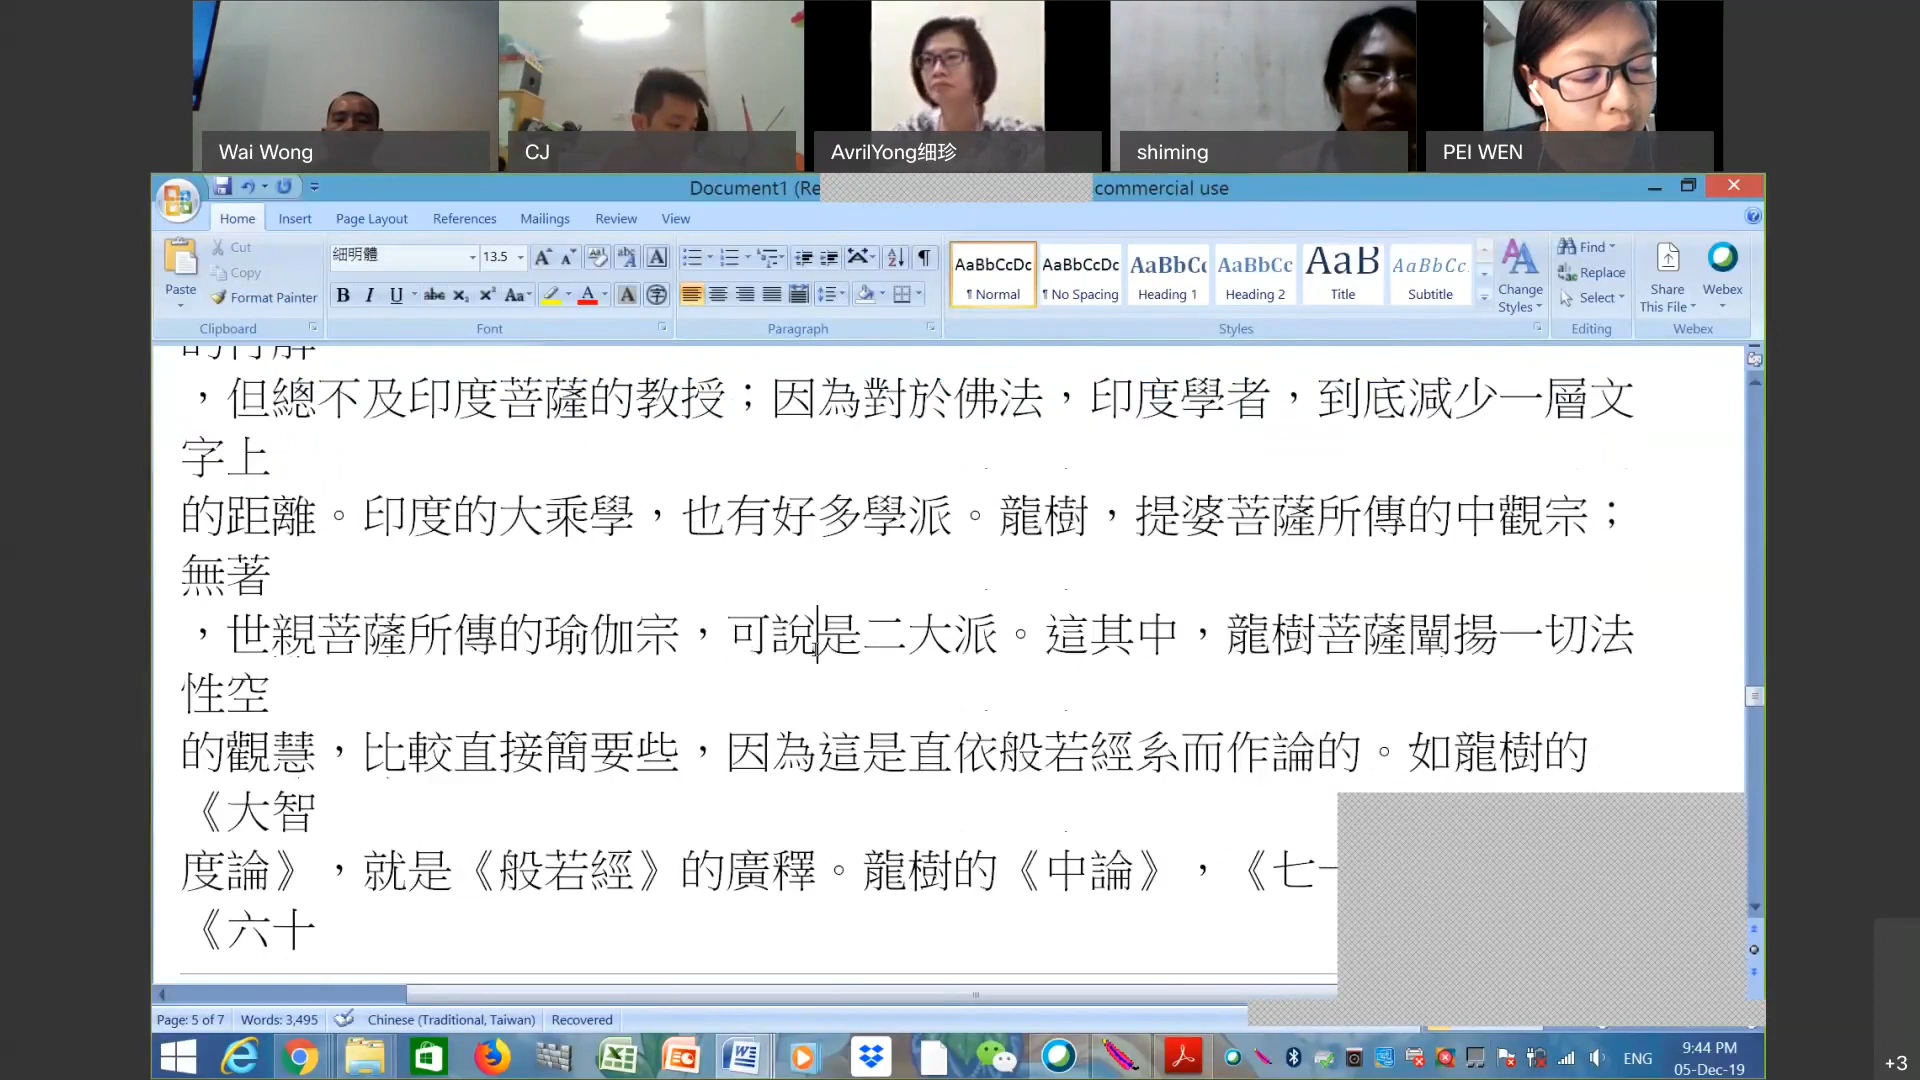 Wai Wong
CJ
AvrilYong细珍
shiming
PEI WEN
Document1 (Re
commercial use
Home Insert Page Layout References Mailings Review View
Paste
Cut
Copy
Format Painter
Clipboard
細明體 13.5
Font
Paragraph
AaBbCcDc AaBbCcDc AaBbCc AaBbCc AaB AaBbCc.
¶ Normal ¶ No Spacing Heading 1 Heading 2 Title Subtitle
Change Styles
Styles
Find
Replace
Select
Editing
Share This File
Webex
Webex
，但總不及印度菩薩的教授；因為對於佛法，印度學者，到底減少一層文
字上
的距離。印度的大乘學，也有好多學派。龍樹，提婆菩薩所傳的中觀宗；
無著
，世親菩薩所傳的瑜伽宗，可說是二大派。這其中，龍樹菩薩闡揚一切法
性空
的觀慧，比較直接簡要些，因為這是直依般若經系而作論的。如龍樹的
《大智
度論》，就是《般若經》的廣釋。龍樹的《中論》，《七
《六十
Page: 5 of 7 Words: 3,495 Chinese (Traditional, Taiwan) Recovered
ENG
9:44 PM
05-Dec-19
+3